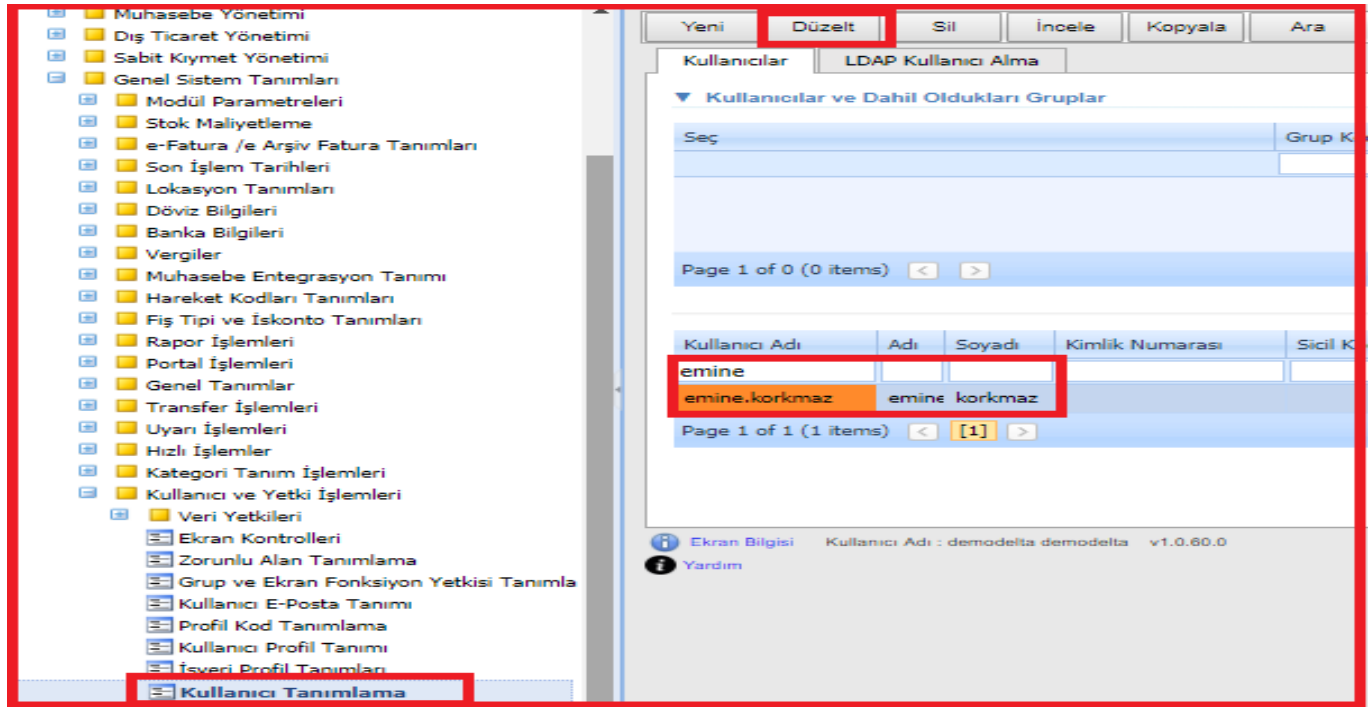 Muhasebe Yönetimi
Dış Ticaret Yönetimi
Sabit Kıymet Yönetimi
Genel Sistem Tanımları
Modül Parametreleri
Stok Maliyetleme
e-Fatura /e Arşiv Fatura Tanımları
Son İşlem Tarihleri
Lokasyon Tanımları
Döviz Bilgileri
Banka Bilgileri
Vergiler
Muhasebe Entegrasyon Tanımı
Hareket Kodları Tanımları
Fiş Tipi ve İskonto Tanımları
Rapor İşlemleri
Portal İşlemleri
Genel Tanımlar
Transfer İşlemleri
Uyarı İşlemleri
Hızlı İşlemler
Kategori Tanım İşlemleri
Kullanıcı ve Yetki İşlemleri
Veri Yetkileri
Ekran Kontrolleri
Zorunlu Alan Tanımlama
Grup ve Ekran Fonksiyon Yetkisi Tanımla
Kullanıcı E-Posta Tanımı
Profil Kod Tanımlama
Kullanıcı Profil Tanımı
İşyeri Profil Tanımları
Kullanıcı Tanımlama
Yeni Düzelt Sil İncele Kopyala Ara
Kullanıcılar LDAP Kullanıcı Alma
Kullanıcılar ve Dahil Oldukları Gruplar
Seç Grup
Page 1 of 0 (0 items) < >
Kullanıcı Adı Adı Soyadı Kimlik Numarası Sicil
emine
emine.korkmaz emine korkmaz
Page 1 of 1 (1 items) < [1] >
Ekran Bilgisi Kullanıcı Adı : demodelta demodelta v1.0.60.0
Yardım